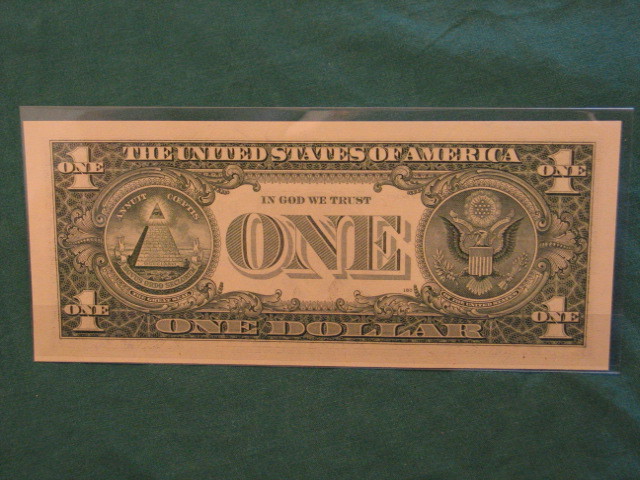 THE UNITED STATES OF AMERICA
1
ONE
1
ONE
IN GOD WE TRUST
ANNUIT COEPTIS
ONE
1
ONE
1
ONE
ONE DOLLAR